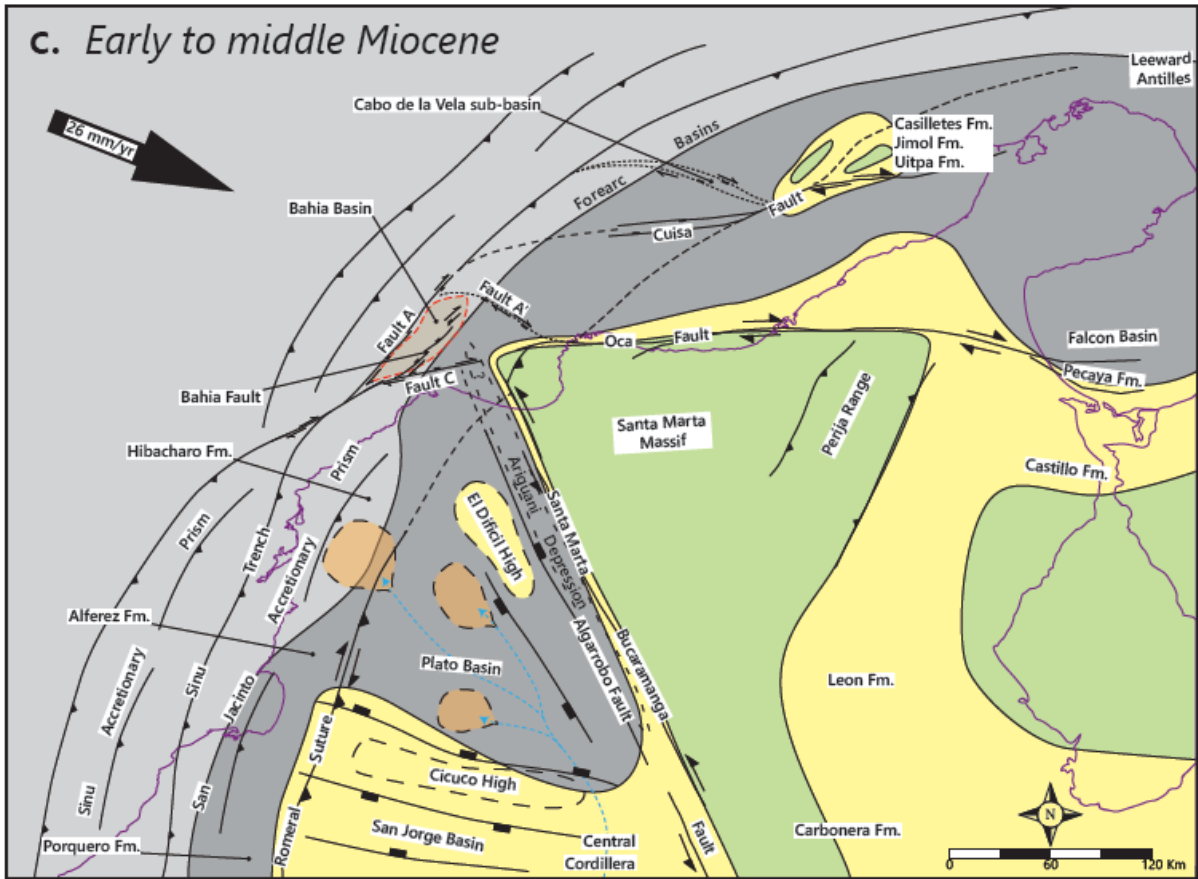 c. Early to middle Miocene
Leeward
Antilles
Cabo de la Vela sub-basin
26 mm/yr
Casilletes Fm.
Jimol Fm.
Uitpa Fm.
Basins
Forearc
Bahia Basin
Fault
Cuisa
Fault A'
Fault A
Oca
Fault
Falcon Basin
Pecaya Fm.
Fault C
Bahia Fault
Perija Range
Santa Marta
Massif
Hibacharo Fm.
Prism
Castillo Fm.
Ariguani
Depression
El Dificil High
Santa Marta
Bucaramanga
Fault
Prism
Trench
Accretionary
Alferez Fm.
Algarrobo Fault
Plato Basin
Leon Fm.
Accretionary
Sinu
Jacinto
San
Suture
Romeral
Cicuco High
Sinu
San Jorge Basin
Central
Cordillera
Carbonera Fm.
Porquero Fm.
N
0 60 120 Km